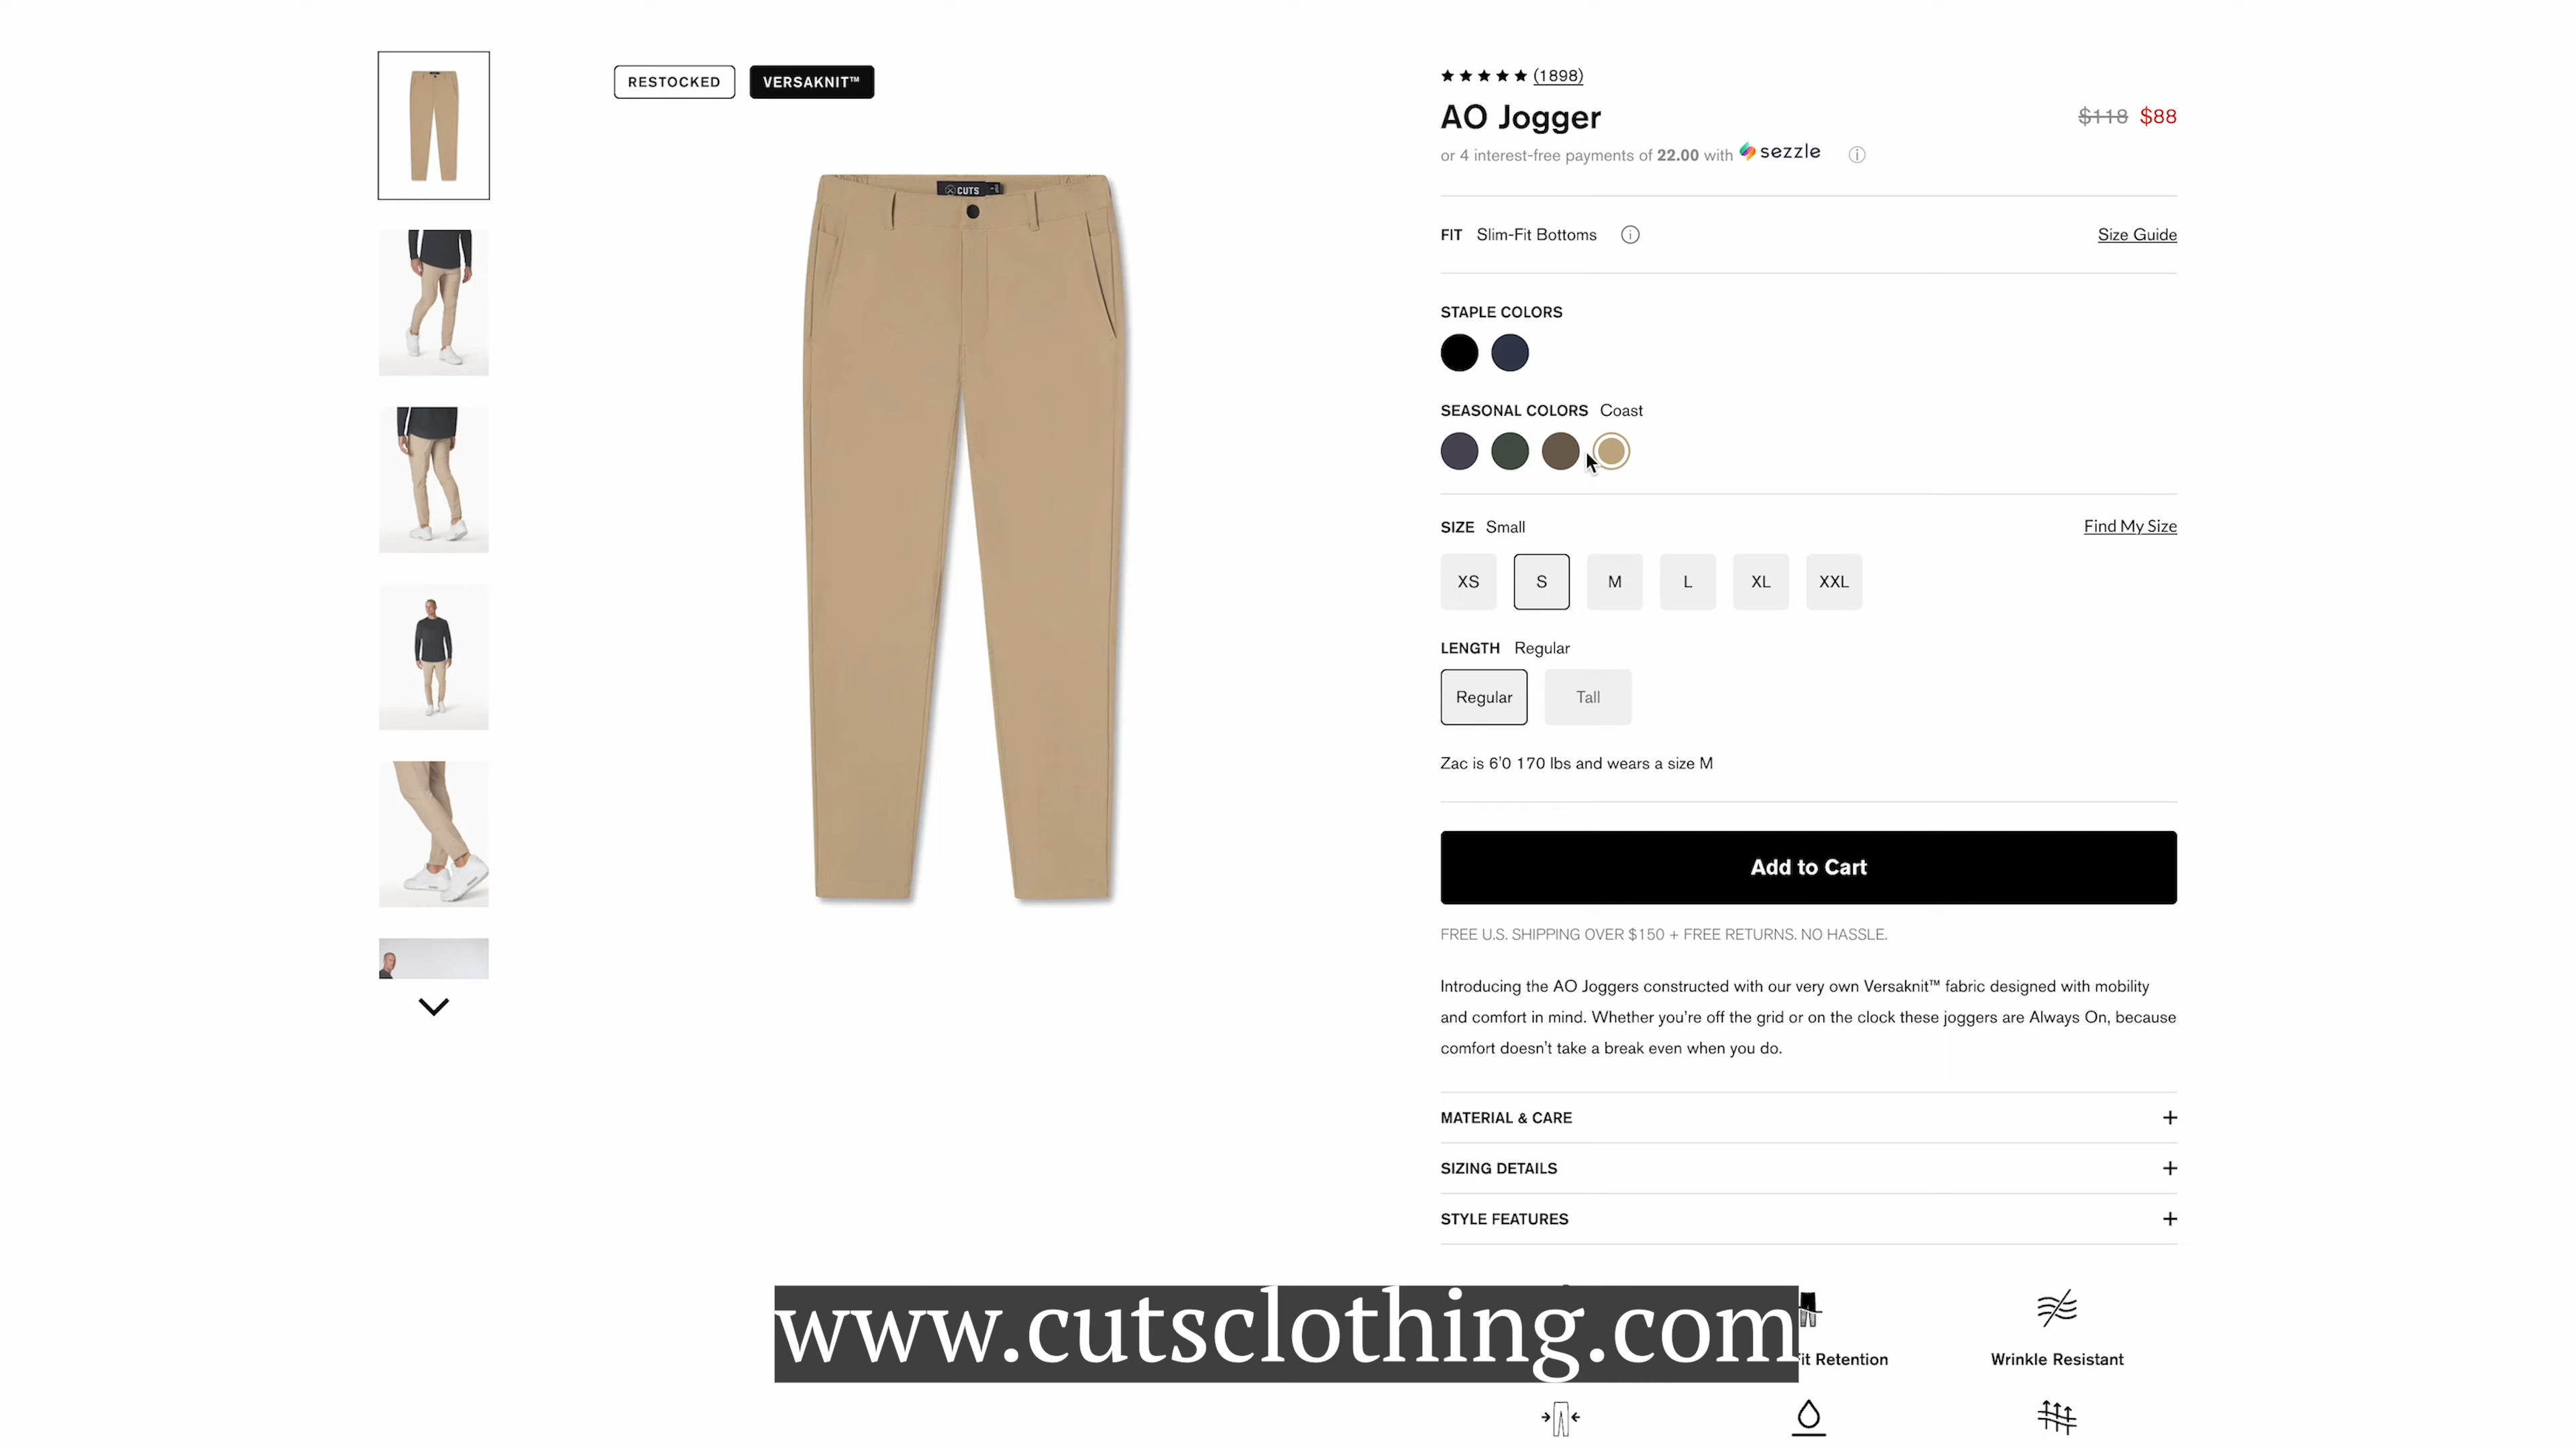 RESTOCKED
VERSAKNIT™
CUTS
(1898)
AO Jogger
$118 $88
or 4 interest-free payments of 22.00 with sezzle
FIT Slim-Fit Bottoms
Size Guide
STAPLE COLORS
SEASONAL COLORS Coast
SIZE Small
Find My Size
XS S M L XL XXL
LENGTH Regular
Regular Tall
Zac is 6'0 170 lbs and wears a size M
Add to Cart
FREE U.S. SHIPPING OVER $150 + FREE RETURNS. NO HASSLE.
Introducing the AO Joggers constructed with our very own Versaknit™ fabric designed with mobility
and comfort in mind. Whether you're off the grid or on the clock these joggers are Always On, because
comfort doesn't take a break even when you do.
MATERIAL & CARE +
SIZING DETAILS +
STYLE FEATURES +
www.cutsclothing.com
Retention
Wrinkle Resistant